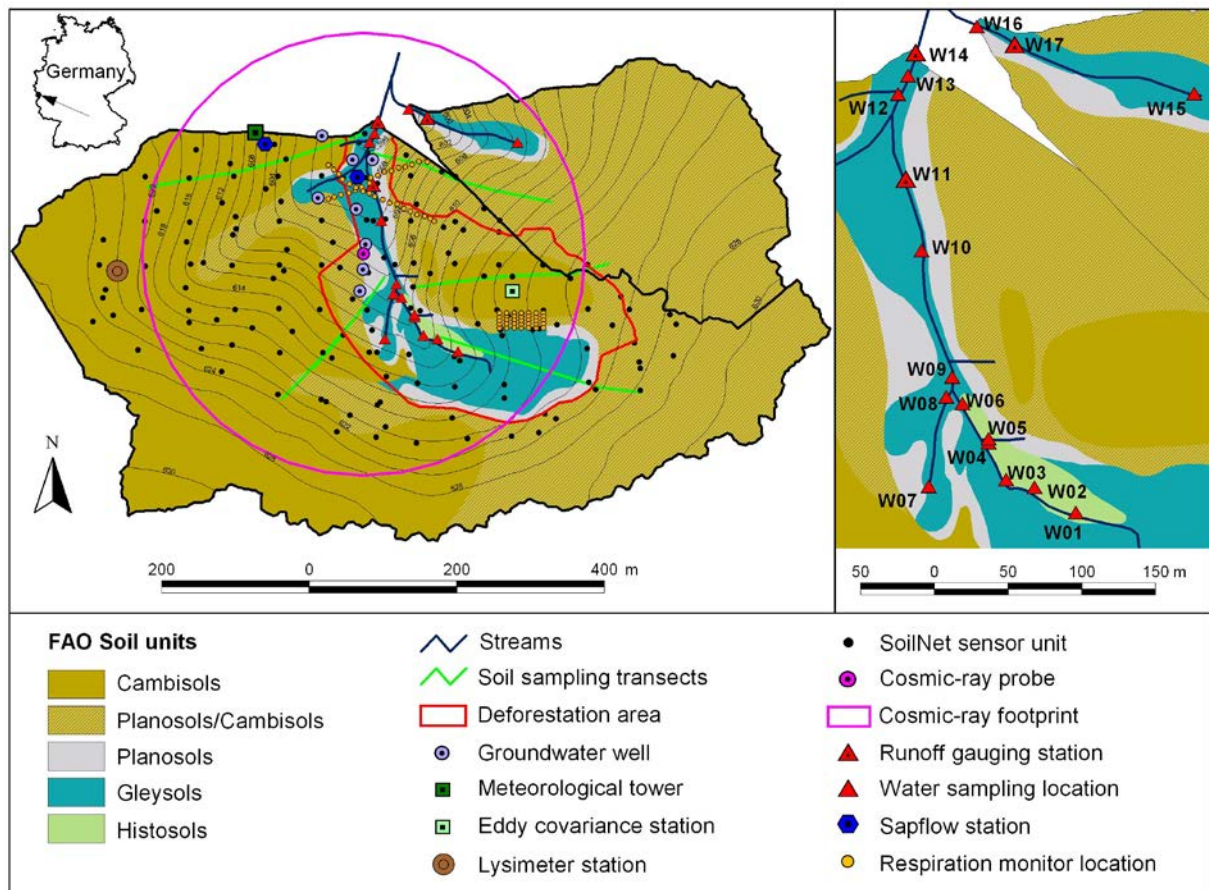 Germany
N
200 0 200 400 m
W16
W17
W14
W13
W12
W15
W11
W10
W09
W08
W06
W05
W04
W03
W02
W07
W01
50 0 50 100 150 m
FAO Soil units
Cambisols
Planosols/Cambisols
Planosols
Gleysols
Histosols
Streams
Soil sampling transects
Deforestation area
Groundwater well
Meteorological tower
Eddy covariance station
Lysimeter station
SoilNet sensor unit
Cosmic-ray probe
Cosmic-ray footprint
Runoff gauging station
Water sampling location
Sapflow station
Respiration monitor location